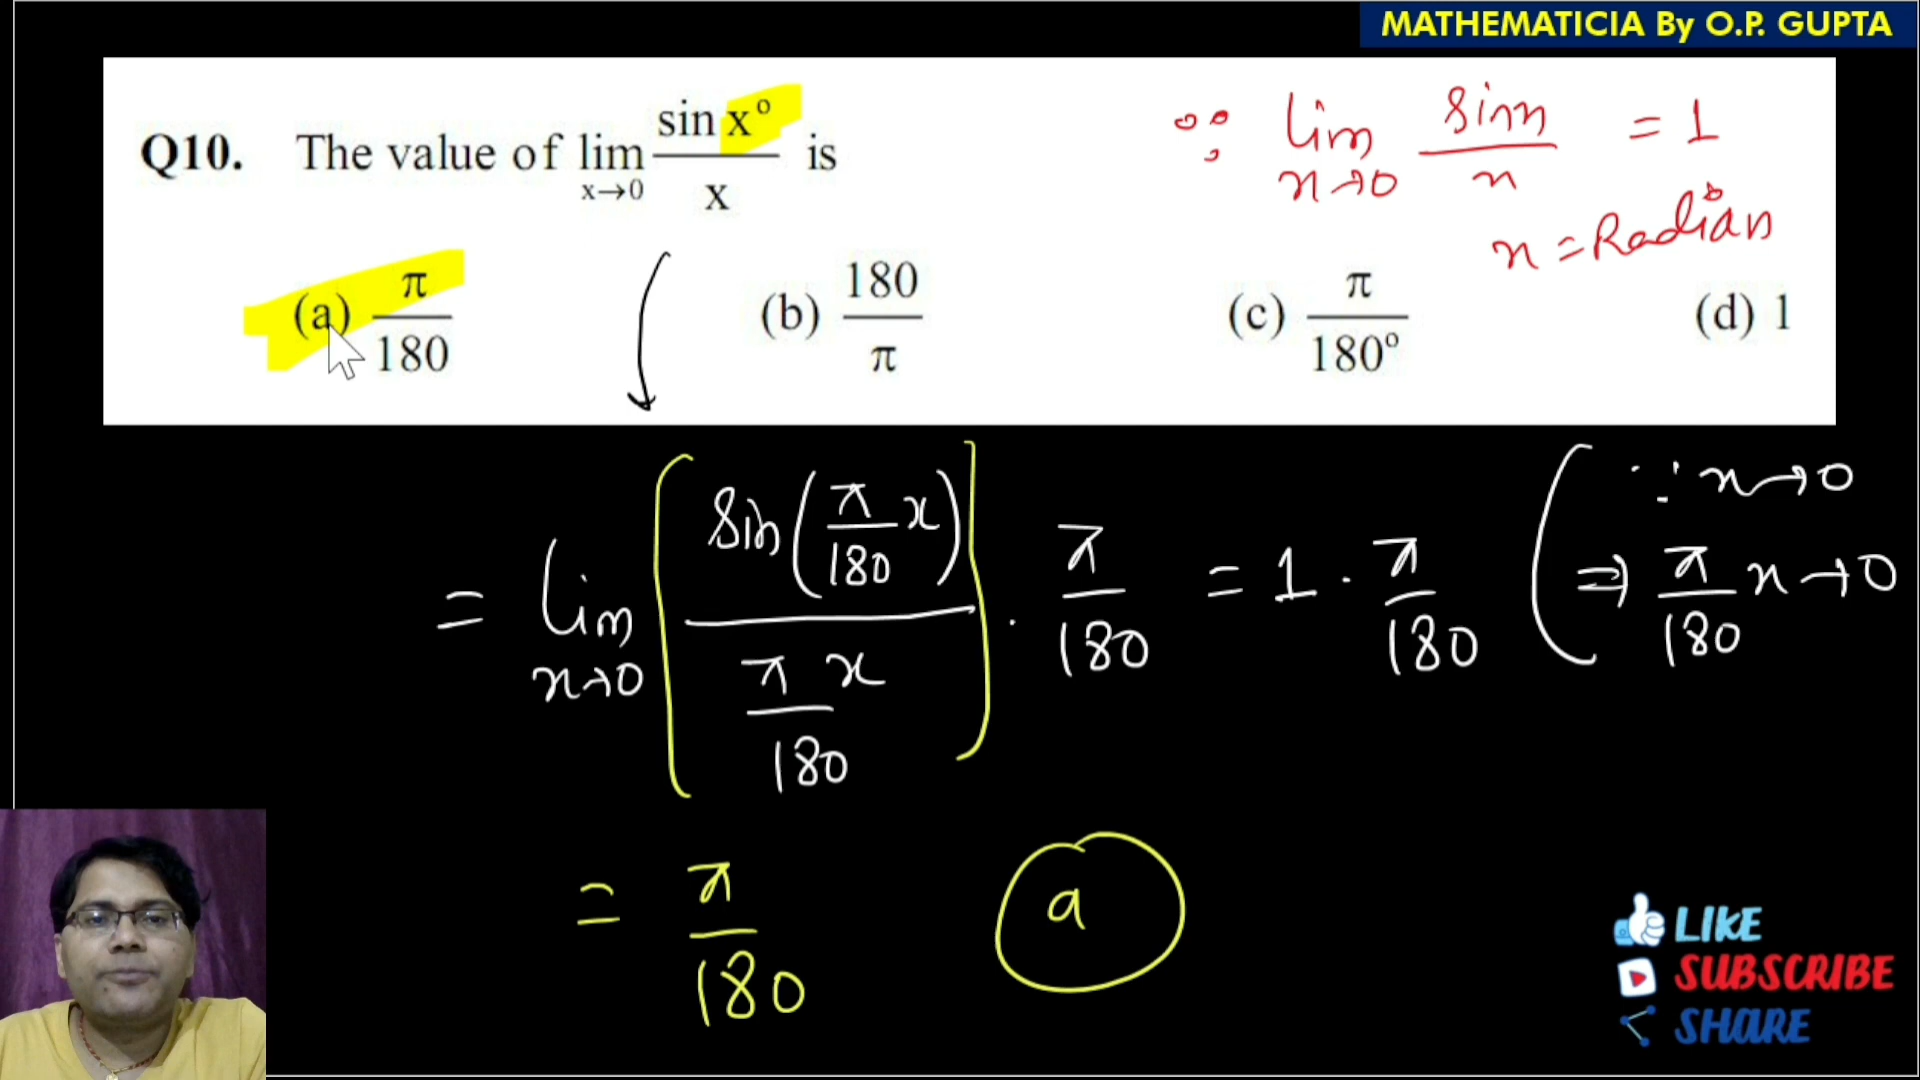 MATHEMATICIA By O.P. GUPTA
Q10. The value of lim x→0 sin x° / x is
∵ lim x→0 sin x / x = 1
x = Radian
(a) π/180 (b) 180/π (c) π/180° (d) 1
= lim x→0 [ sin(π/180 x) / (π/180 x) ] . π/180 = 1 . π/180 ( ∵ x→0
⇒ π/180 x→0
= π/180 a
LIKE
SUBSCRIBE
SHARE